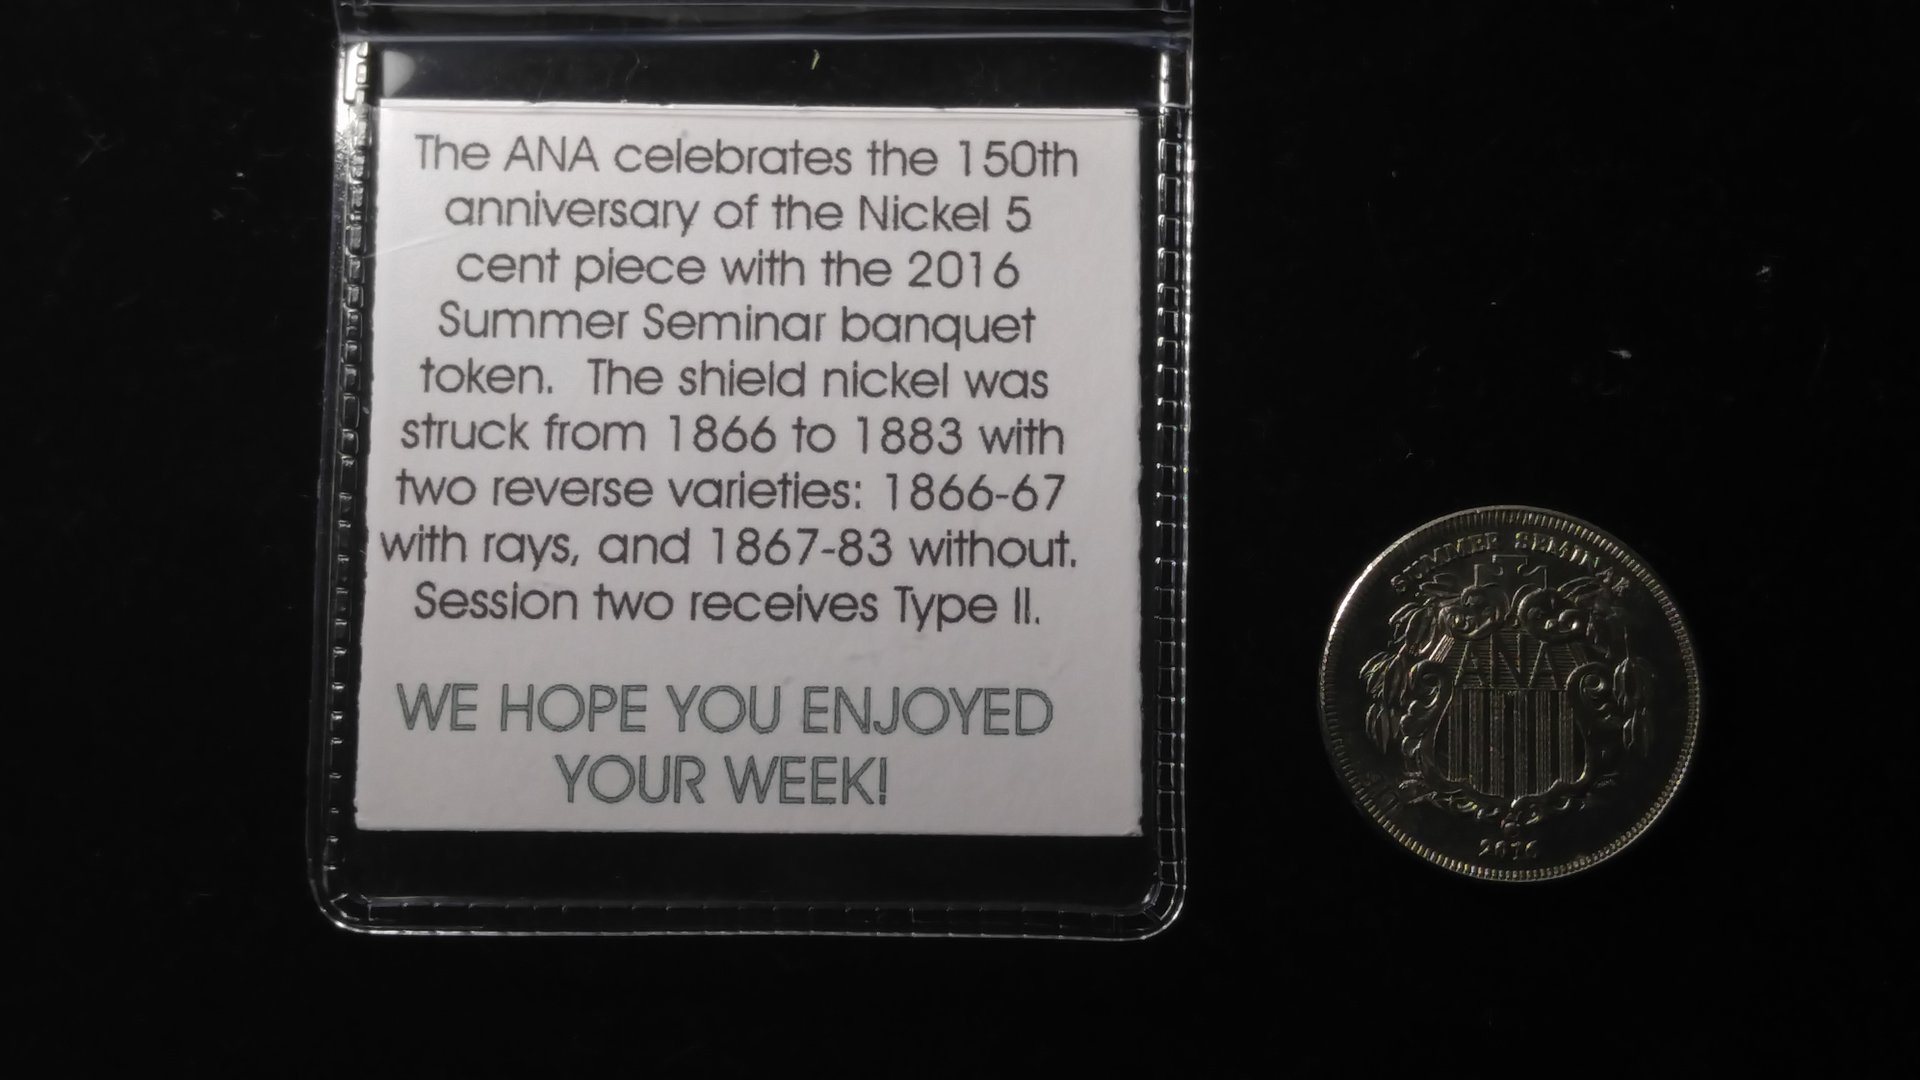 The ANA celebrates the 150th
anniversary of the Nickel 5
cent piece with the 2016
Summer Seminar banquet
token.  The shield nickel was
struck from 1866 to 1883 with
two reverse varieties: 1866-67
with rays, and 1867-83 without.
Session two receives Type II.
WE HOPE YOU ENJOYED
YOUR WEEK!
SUMMER SEMINAR
ANA
2016